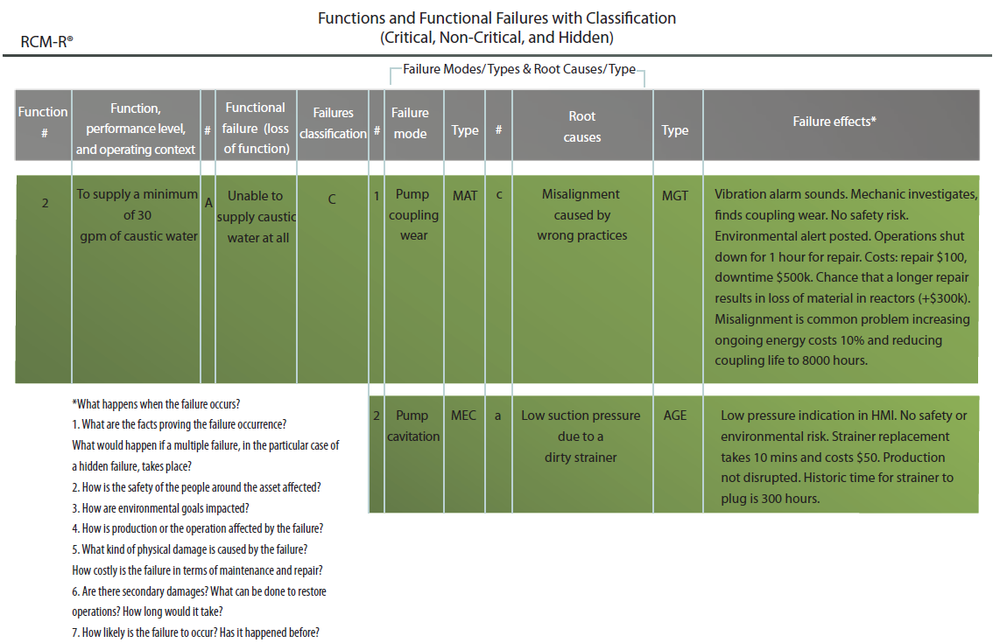 Functions and Functional Failures with Classification
(Critical, Non-Critical, and Hidden)
RCM-R®
Failure Modes/Types & Root Causes/Type
Function
#
Function,
performance level,
and operating context
#
Functional
failure (loss
of function)
Failures
classification
#
Failure
mode
Type
#
Root
causes
Type
Failure effects*
2
To supply a minimum
of 30
gpm of caustic water
A
Unable to
supply caustic
water at all
C
1
Pump
coupling
wear
MAT
c
Misalignment
caused by
wrong practices
MGT
Vibration alarm sounds. Mechanic investigates,
finds coupling wear. No safety risk.
Environmental alert posted. Operations shut
down for 1 hour for repair. Costs: repair $100,
downtime $500k. Chance that a longer repair
results in loss of material in reactors (+$300k).
Misalignment is common problem increasing
ongoing energy costs 10% and reducing
coupling life to 8000 hours.
2
Pump
cavitation
MEC
a
Low suction pressure
due to a
dirty strainer
AGE
Low pressure indication in HMI. No safety or
environmental risk. Strainer replacement
takes 10 mins and costs $50. Production
not disrupted. Historic time for strainer to
plug is 300 hours.
*What happens when the failure occurs?
1. What are the facts proving the failure occurrence?
What would happen if a multiple failure, in the particular case of
a hidden failure, takes place?
2. How is the safety of the people around the asset affected?
3. How are environmental goals impacted?
4. How is production or the operation affected by the failure?
5. What kind of physical damage is caused by the failure?
How costly is the failure in terms of maintenance and repair?
6. Are there secondary damages? What can be done to restore
operations? How long would it take?
7. How likely is the failure to occur? Has it happened before?